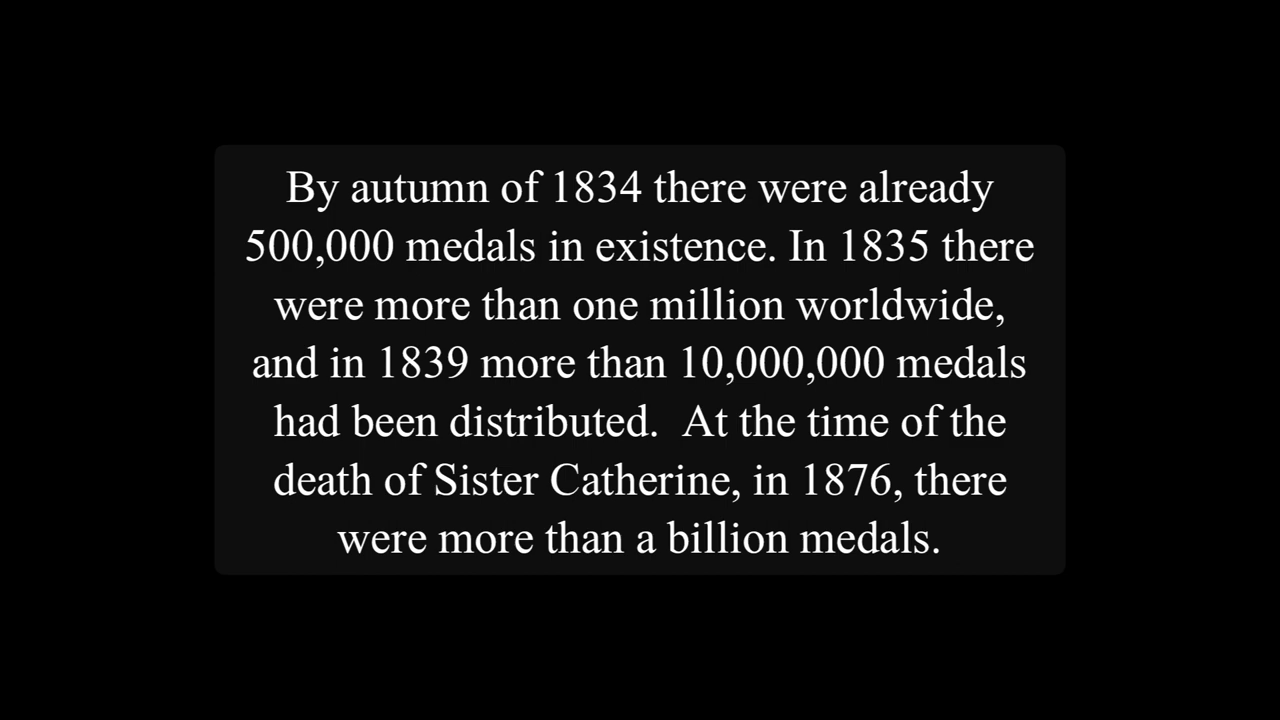 By autumn of 1834 there were already
500,000 medals in existence. In 1835 there
were more than one million worldwide,
and in 1839 more than 10,000,000 medals
had been distributed.  At the time of the
death of Sister Catherine, in 1876, there
were more than a billion medals.